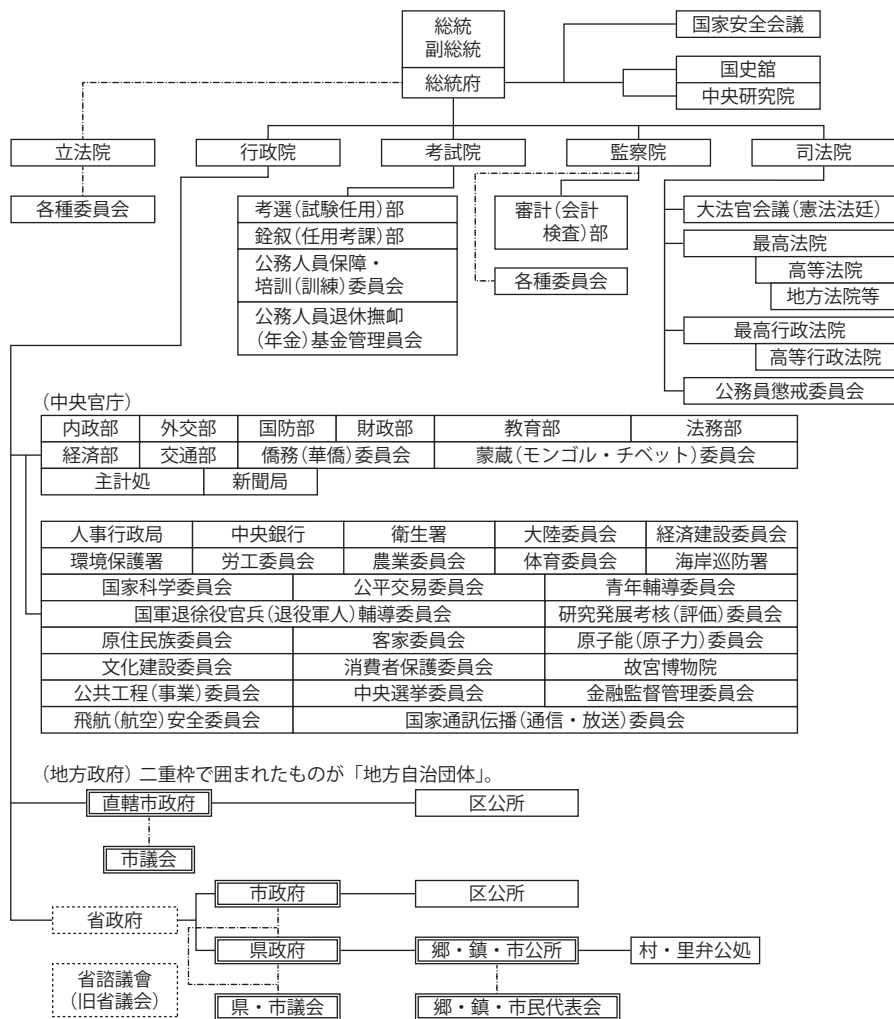 総統
副総統
総統府
国家安全会議
国史舘
中央研究院
立法院
行政院
考試院
監察院
司法院
各種委員会
考選(試験任用)部
銓叙(任用考課)部
公務人員保障・
培訓(訓練)委員会
公務人員退休撫卹
(年金)基金管理員会
審計(会計
検査)部
各種委員会
大法官会議(憲法法廷)
最高法院
高等法院
地方法院等
最高行政法院
高等行政法院
公務員懲戒委員会
(中央官庁)
内政部 外交部 国防部 財政部 教育部 法務部
経済部 交通部 僑務(華僑)委員会 蒙蔵(モンゴル・チベット)委員会
主計処 新聞局
人事行政局 中央銀行 衛生署 大陸委員会 経済建設委員会
環境保護署 労工委員会 農業委員会 体育委員会 海岸巡防署
国家科学委員会 公平交易委員会 青年輔導委員会
国軍退徐役官兵(退役軍人)輔導委員会 研究発展考核(評価)委員会
原住民族委員会 客家委員会 原子能(原子力)委員会
文化建設委員会 消費者保護委員会 故宮博物院
公共工程(事業)委員会 中央選挙委員会 金融監督管理委員会
飛航(航空)安全委員会 国家通訊伝播(通信・放送)委員会
(地方政府)二重枠で囲まれたものが「地方自治団体」。
直轄市政府 区公所
市議会
市政府 区公所
省政府
県政府 郷・鎮・市公所 村・里弁公処
省諮議會
(旧省議会)
県・市議会 郷・鎮・市民代表会